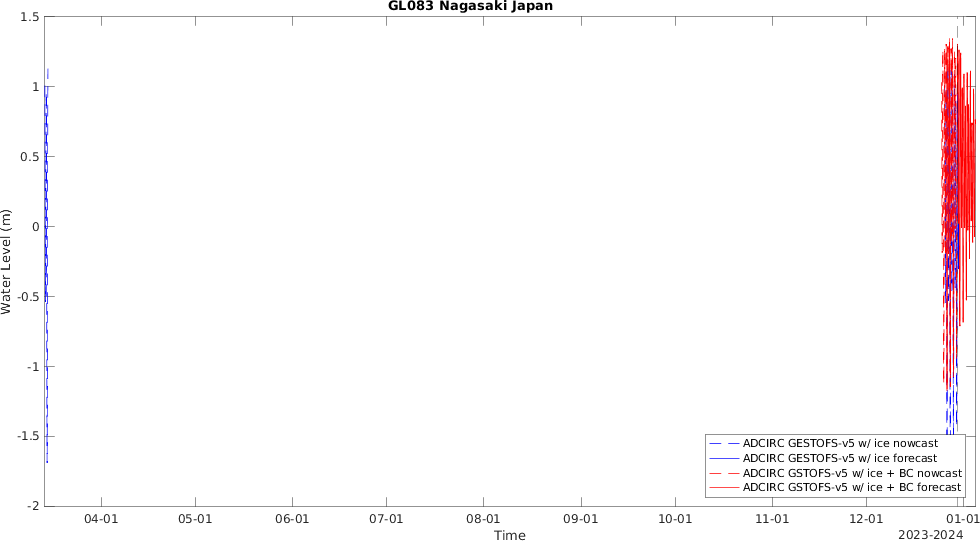 GL083 Nagasaki Japan
1.5
1
0.5
0
-0.5
-1
-1.5
-2
Water Level (m)
ADCIRC GESTOFS-v5 w/ ice nowcast
ADCIRC GESTOFS-v5 w/ ice forecast
ADCIRC GSTOFS-v5 w/ ice + BC nowcast
ADCIRC GSTOFS-v5 w/ ice + BC forecast
04-01 05-01 06-01 07-01 08-01 09-01 10-01 11-01 12-01 01-01
Time
2023-2024